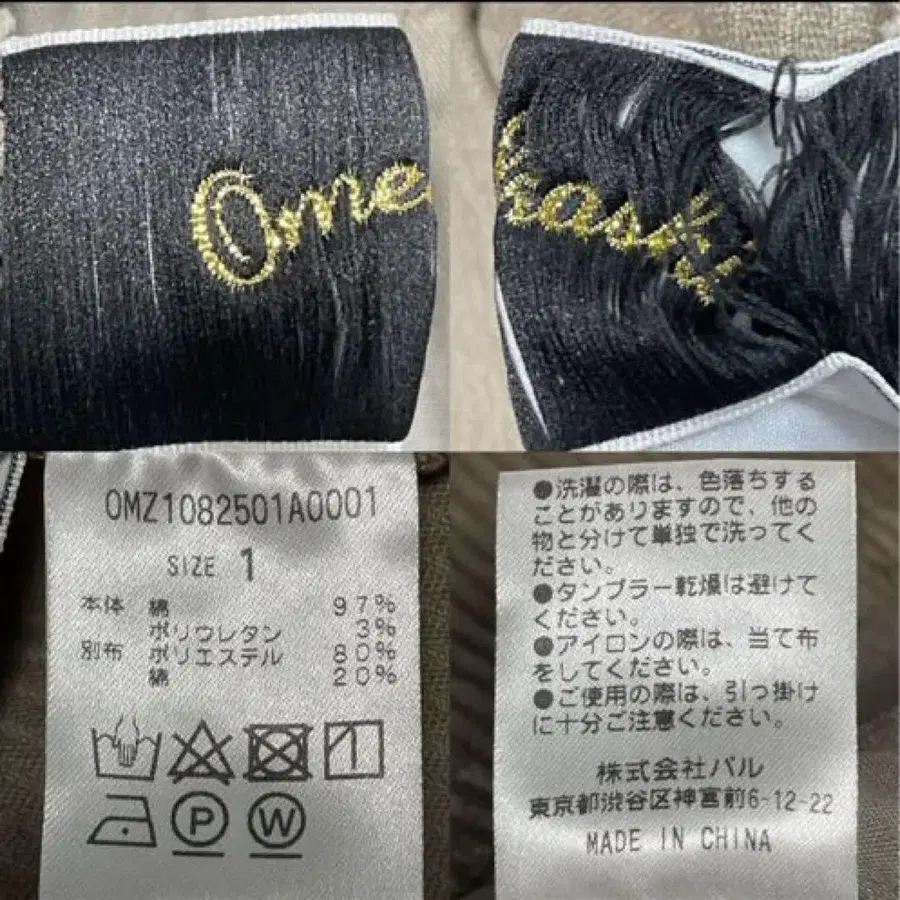 Ome
kast
OMZ1082501A0001
SIZE 1
本体 綿 97%
ポリウレタン 3%
別布 ポリエステル 80%
綿 20%
P W
●洗濯の際は、色落ちする
ことがありますので、他の
物と分けて単独で洗ってく
ださい。
●タンブラー乾燥は避けて
ください。
●アイロンの際は、当て布
をしてください。
●ご使用の際は、引っ掛け
に十分ご注意ください。
株式会社パル
東京都渋谷区神宮前6-12-22
MADE IN CHINA